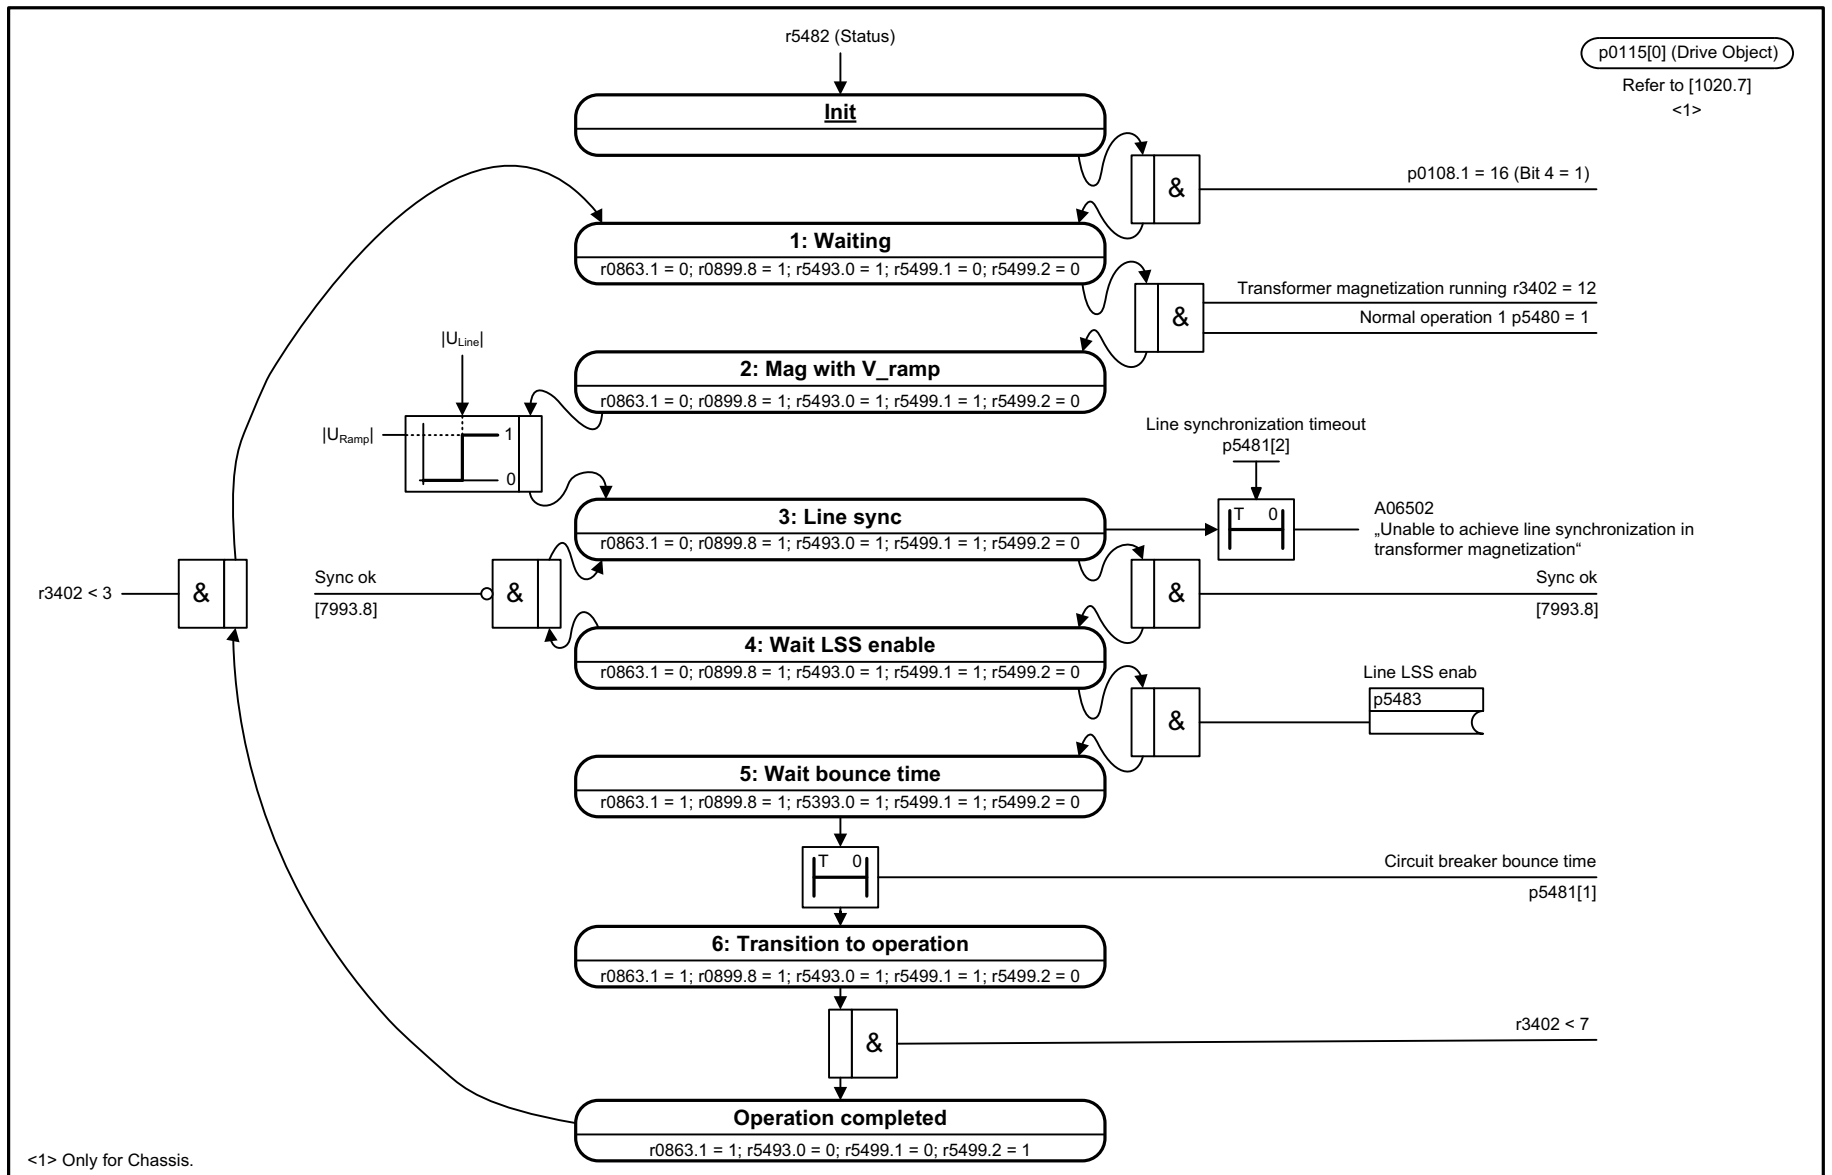 r5482 (Status)
p0115[0] (Drive Object)
Refer to [1020.7]
<1>
Init
&
p0108.1 = 16 (Bit 4 = 1)
1: Waiting
r0863.1 = 0; r0899.8 = 1; r5493.0 = 1; r5499.1 = 0; r5499.2 = 0
&
Transformer magnetization running r3402 = 12
Normal operation 1 p5480 = 1
|ULine|
2: Mag with V_ramp
r0863.1 = 0; r0899.8 = 1; r5493.0 = 1; r5499.1 = 1; r5499.2 = 0
|URamp|
1
0
Line synchronization timeout
p5481[2]
3: Line sync
r0863.1 = 0; r0899.8 = 1; r5493.0 = 1; r5499.1 = 1; r5499.2 = 0
T 0
A06502
„Unable to achieve line synchronization in
transformer magnetization“
r3402 < 3
&
Sync ok
[7993.8]
&
&
Sync ok
[7993.8]
4: Wait LSS enable
r0863.1 = 0; r0899.8 = 1; r5493.0 = 1; r5499.1 = 1; r5499.2 = 0
&
Line LSS enab
p5483
5: Wait bounce time
r0863.1 = 1; r0899.8 = 1; r5393.0 = 1; r5499.1 = 1; r5499.2 = 0
T 0
Circuit breaker bounce time
p5481[1]
6: Transition to operation
r0863.1 = 1; r0899.8 = 1; r5493.0 = 1; r5499.1 = 1; r5499.2 = 0
&
r3402 < 7
Operation completed
r0863.1 = 1; r5493.0 = 0; r5499.1 = 0; r5499.2 = 1
<1> Only for Chassis.